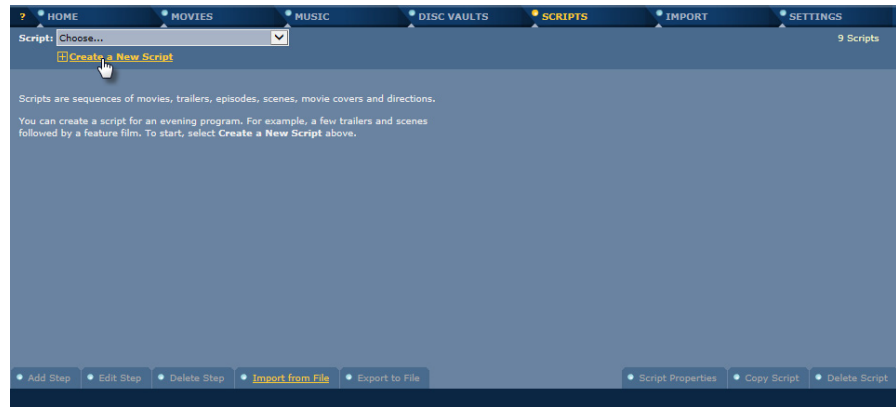 ? HOME MOVIES MUSIC DISC VAULTS SCRIPTS IMPORT SETTINGS
Script: Choose... 9 Scripts
Create a New Script
Scripts are sequences of movies, trailers, episodes, scenes, movie covers and directions.
You can create a script for an evening program. For example, a few trailers and scenes
followed by a feature film. To start, select Create a New Script above.
Add Step Edit Step Delete Step Import from File Export to File Script Properties Copy Script Delete Script